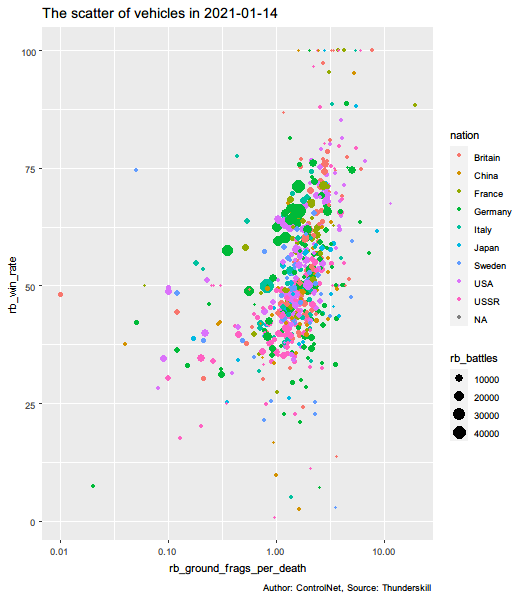 The scatter of vehicles in 2021-01-14
100
75
50
25
0
rb_win_rate
0.01 0.10 1.00 10.00
rb_ground_frags_per_death
nation
Britain
China
France
Germany
Italy
Japan
Sweden
USA
USSR
NA
rb_battles
10000
20000
30000
40000
Author: ControlNet, Source: Thunderskill